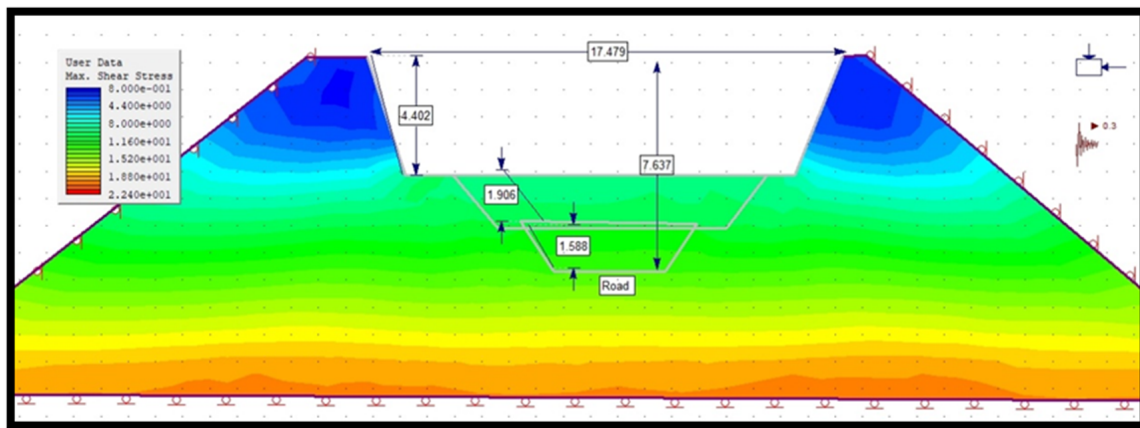 17.479
User Data
Max. Shear Stress
8.000e-001
4.400e+000
8.000e+000
1.160e+001
1.520e+001
1.880e+001
2.240e+001
4.402
0.3
7.637
1.906
1.588
Road